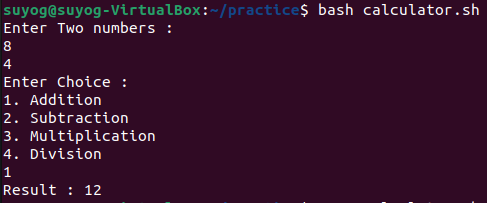 suyog@suyog-VirtualBox:~/practice$ bash calculator.sh
Enter Two numbers :
8
4
Enter Choice :
1. Addition
2. Subtraction
3. Multiplication
4. Division
1
Result : 12